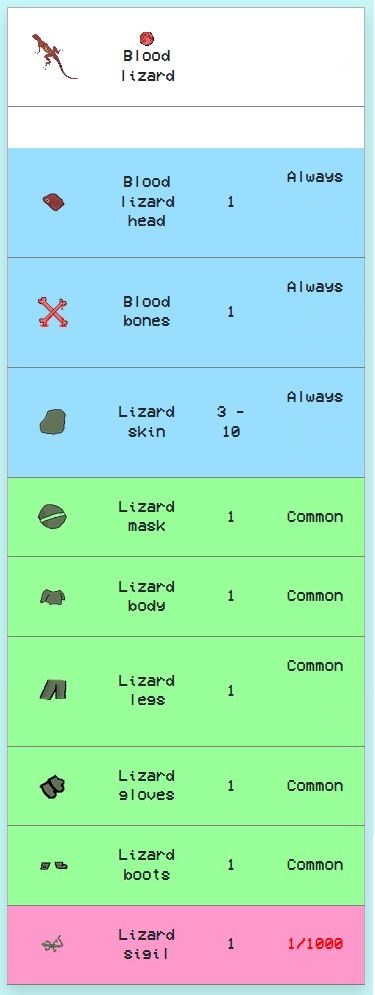 Blood
lizard
Always
Blood
lizard 1
head
Always
Blood
bones 1
Always
Lizard 3 -
skin 10
Lizard
mask 1 Common
Lizard
body 1 Common
Common
Lizard
legs 1
Lizard
gloves 1 Common
Lizard
boots 1 Common
Lizard
sigil 1 1/1000